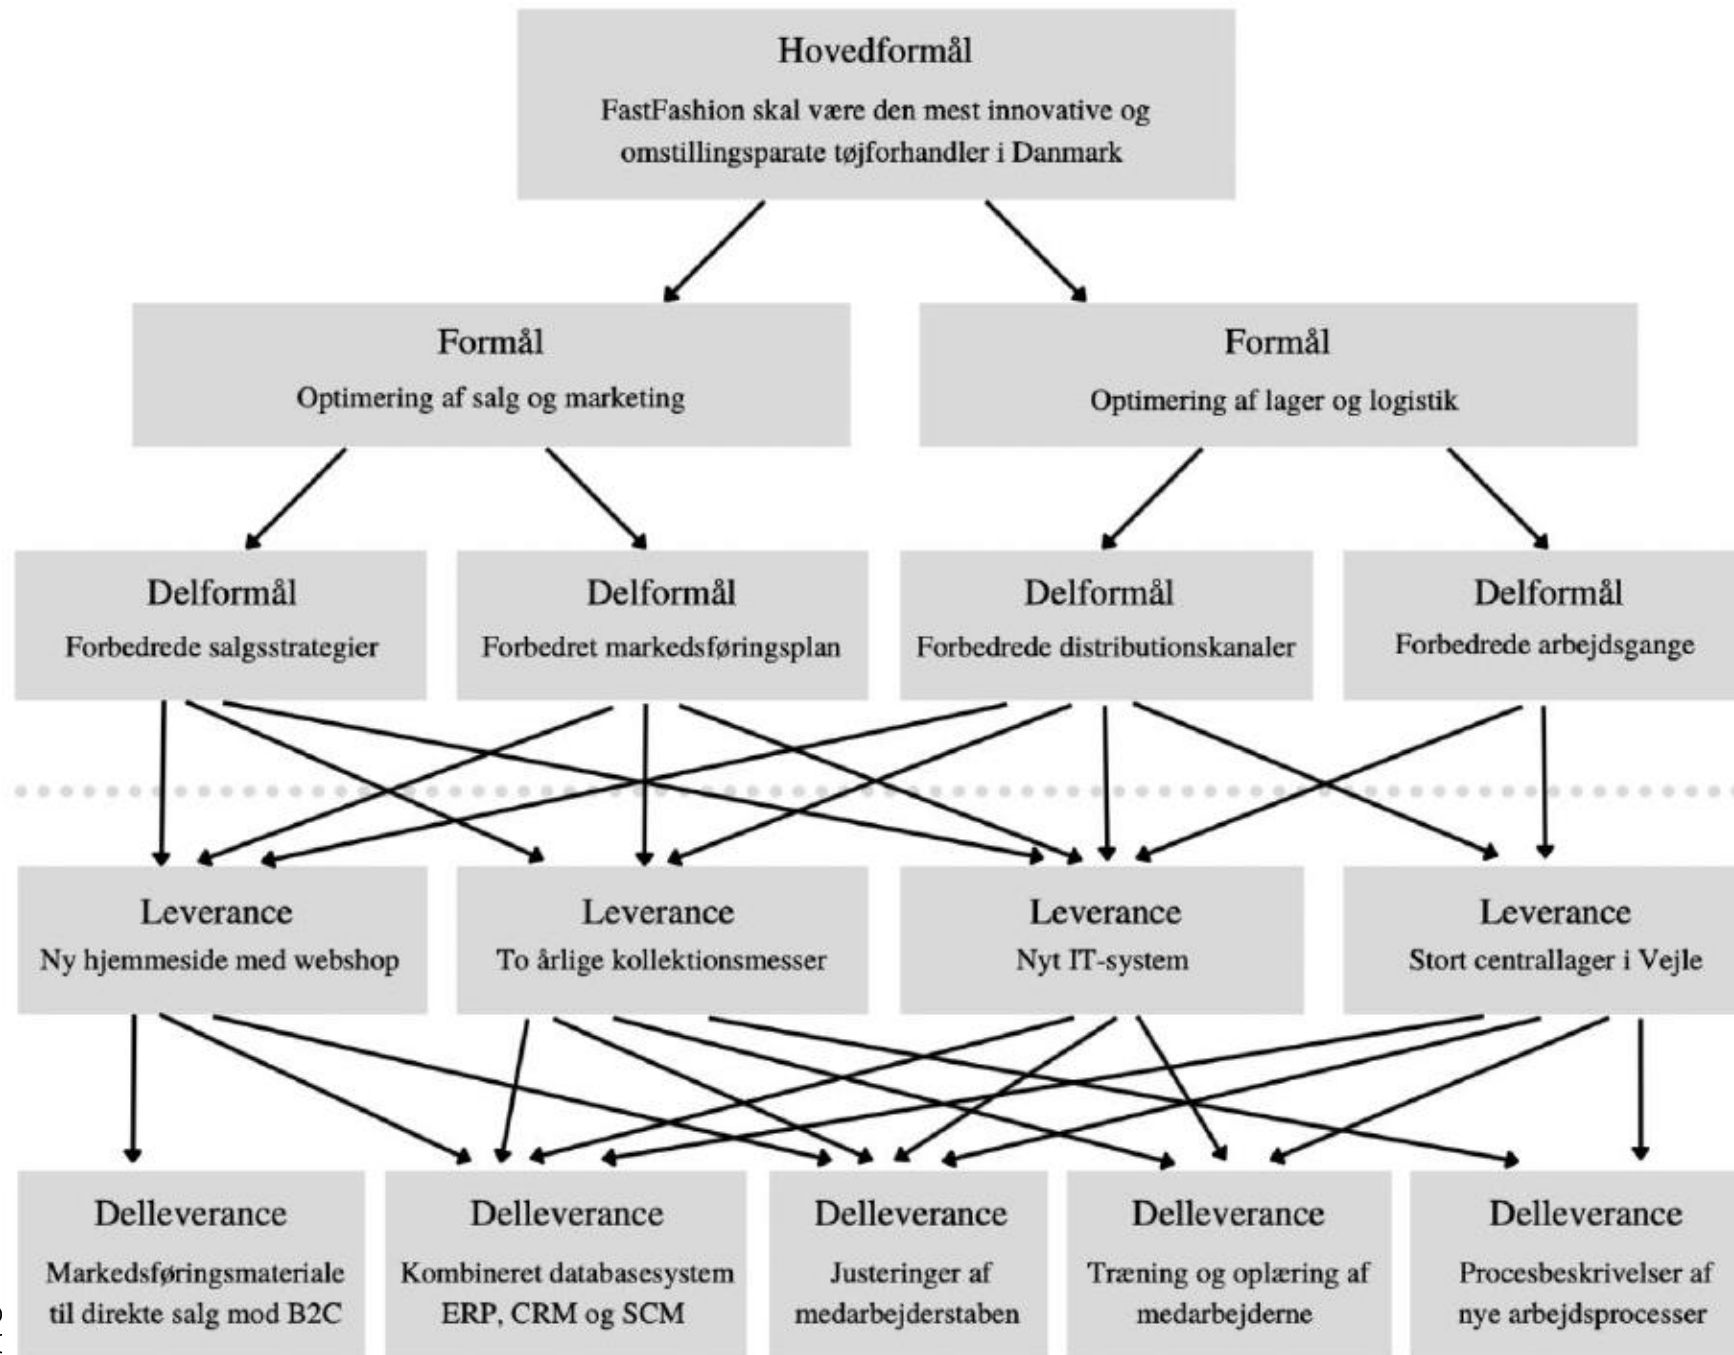 Hovedformål
FastFashion skal være den mest innovative og
omstillingsparate tøjforhandler i Danmark
Formål
Optimering af salg og marketing
Formål
Optimering af lager og logistik
Delformål
Forbedrede salgsstrategier
Delformål
Forbedret markedsføringsplan
Delformål
Forbedrede distributionskanaler
Delformål
Forbedrede arbejdsgange
Leverance
Ny hjemmeside med webshop
Leverance
To årlige kollektionsmesser
Leverance
Nyt IT-system
Leverance
Stort centrallager i Vejle
Delleverance
Markedsføringsmateriale
til direkte salg mod B2C
Delleverance
Kombineret databasesystem
ERP, CRM og SCM
Delleverance
Justeringer af
medarbejderstaben
Delleverance
Træning og oplæring af
medarbejderne
Delleverance
Procesbeskrivelser af
nye arbejdsprocesser